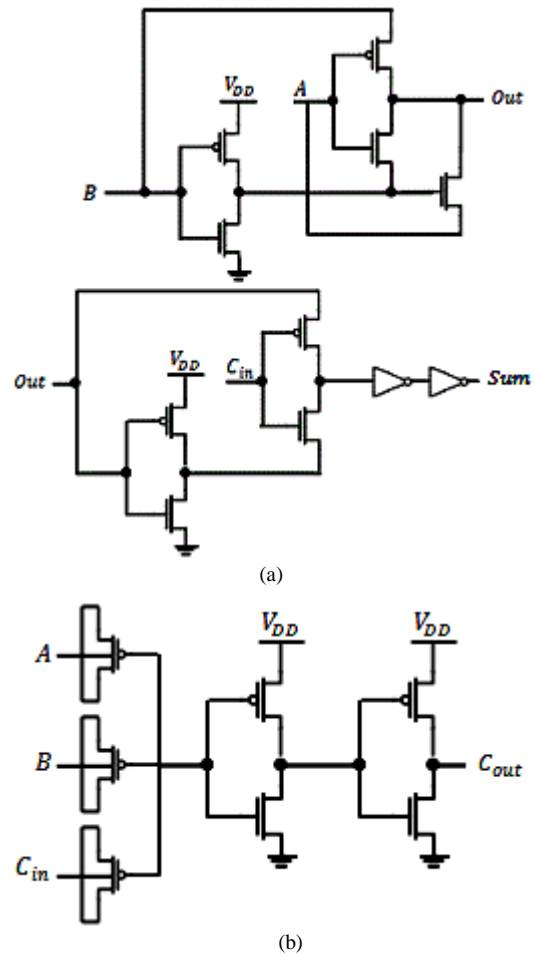 V_DD
A
Out
B
V_DD
C_in
Out
Sum
(a)
V_DD
V_DD
A
B
C_out
C_in
(b)